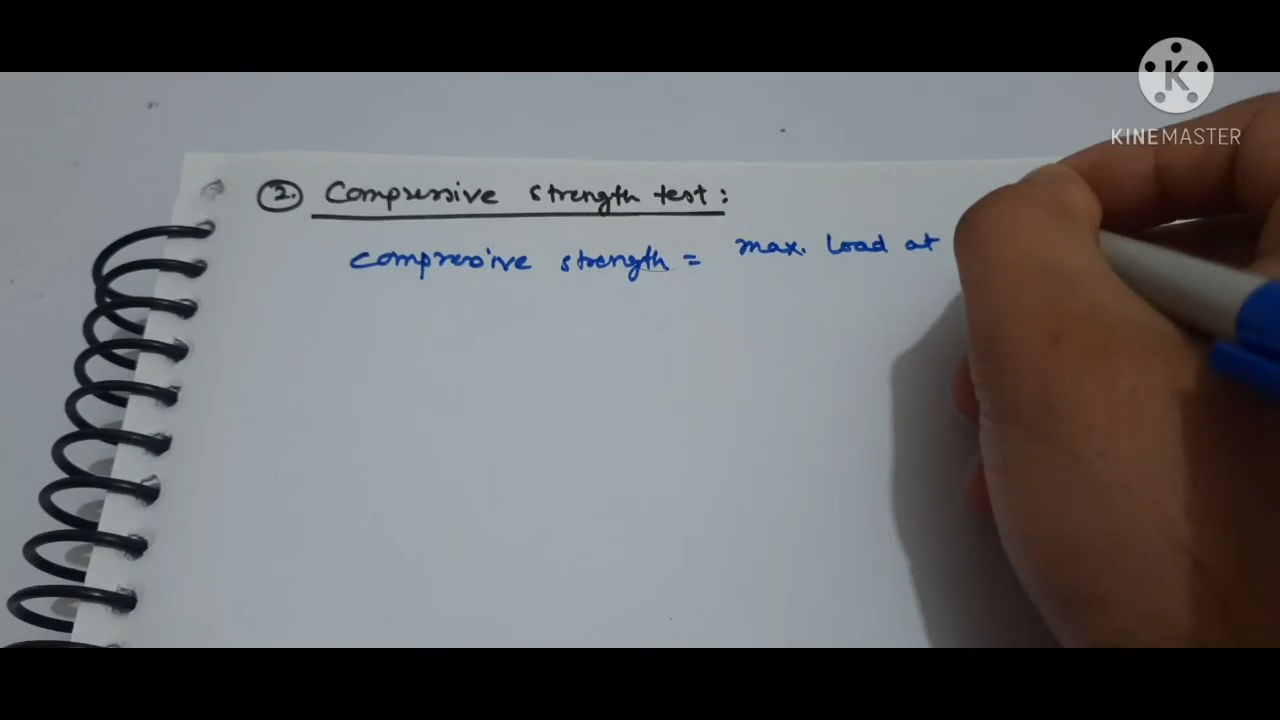 KINEMASTER
2. Compressive strength test:
compressive strength = max. load at